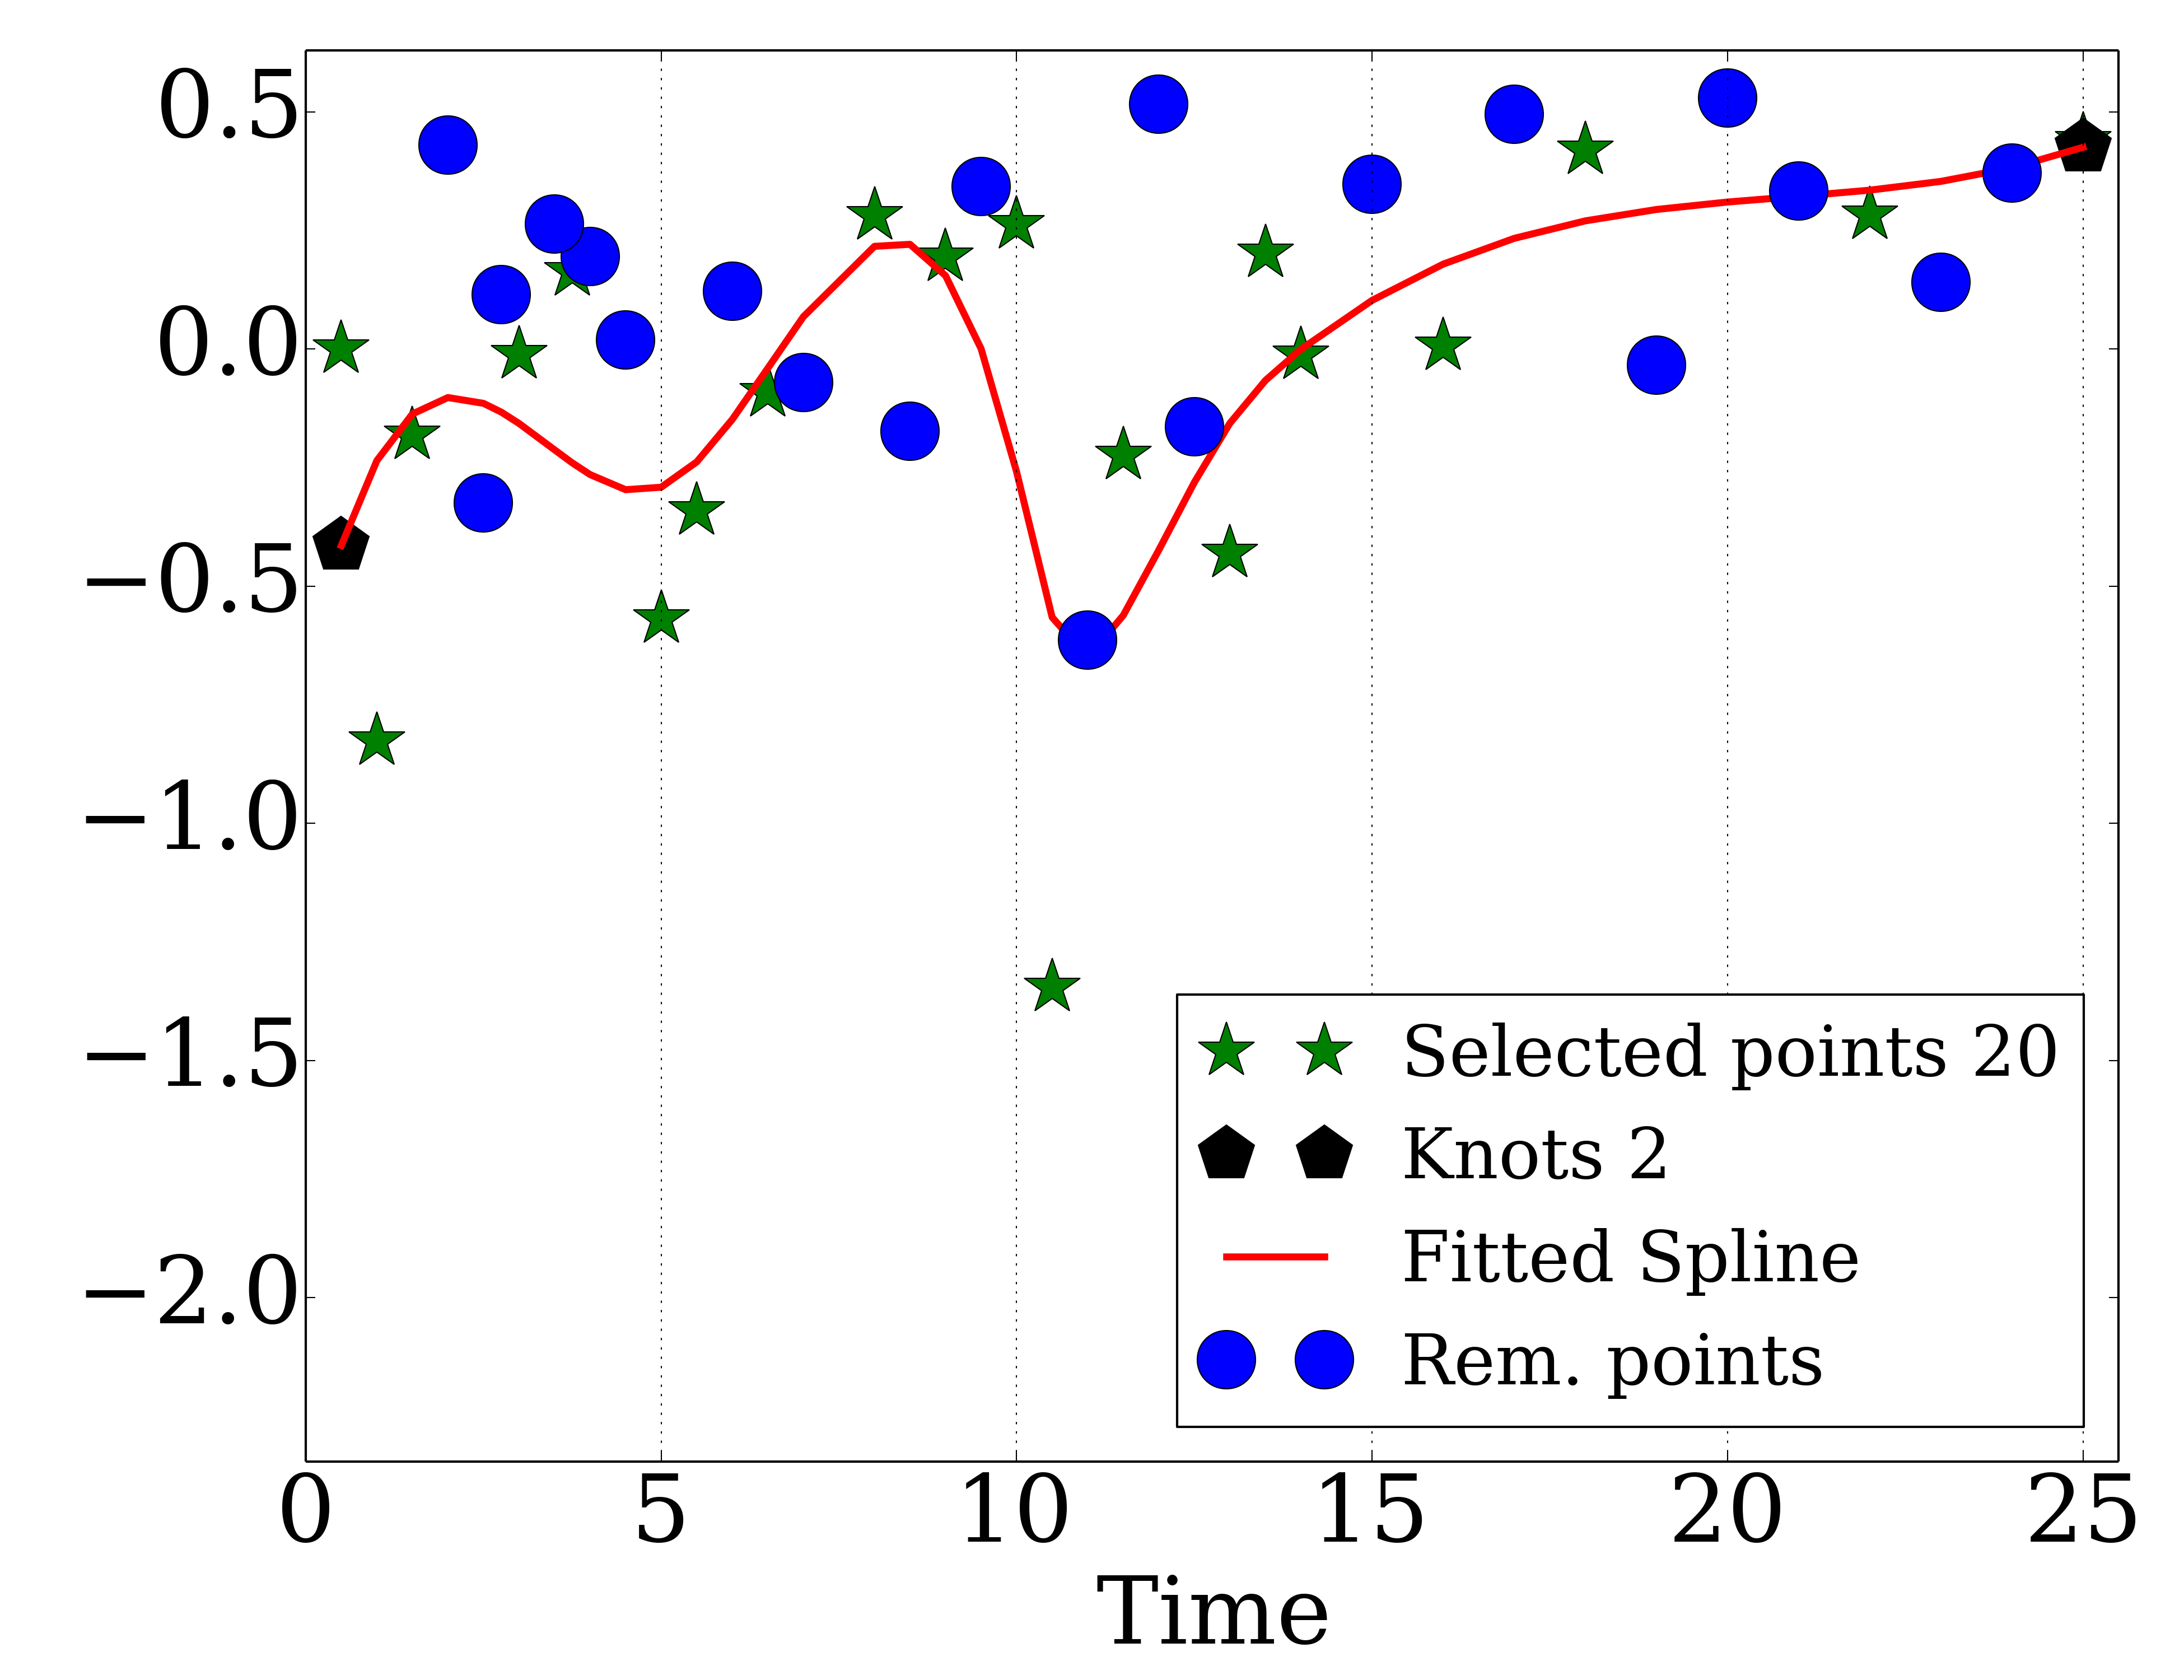 0.5
0.0
−0.5
−1.0
−1.5
−2.0
Selected points 20
Knots 2
Fitted Spline
Rem. points
0 5 10 15 20 25
Time